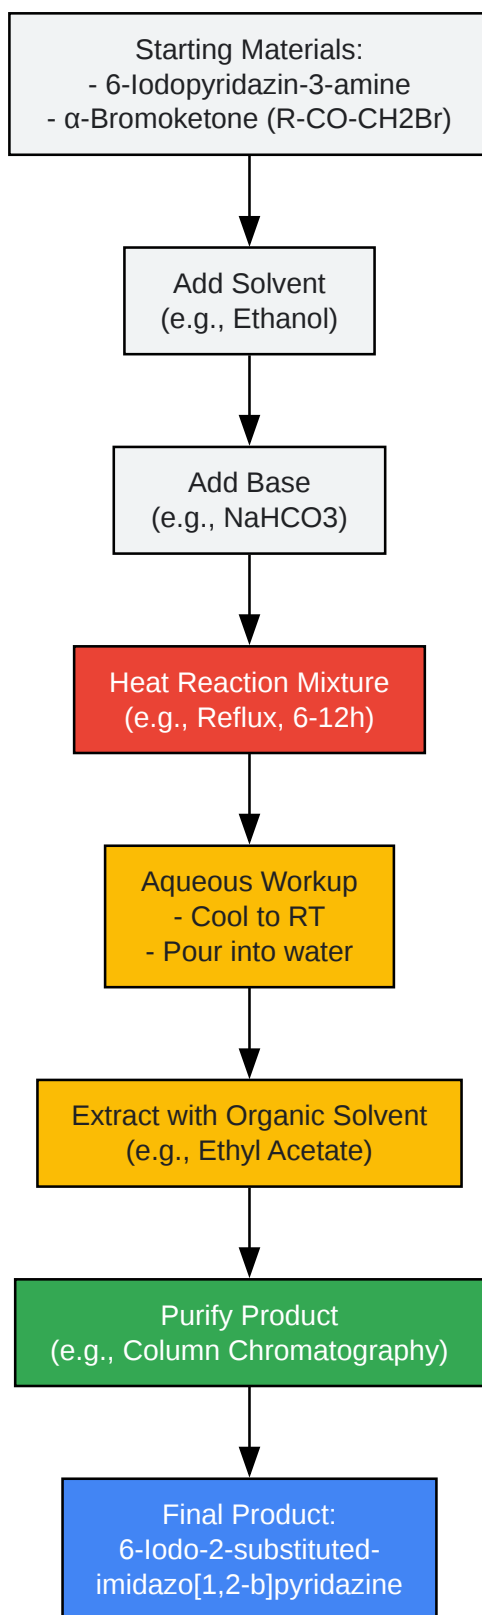 Starting Materials:
- 6-Iodopyridazin-3-amine
- α-Bromoketone (R-CO-CH2Br)
Add Solvent
(e.g., Ethanol)
Add Base
(e.g., NaHCO3)
Heat Reaction Mixture
(e.g., Reflux, 6-12h)
Aqueous Workup
- Cool to RT
- Pour into water
Extract with Organic Solvent
(e.g., Ethyl Acetate)
Purify Product
(e.g., Column Chromatography)
Final Product:
6-Iodo-2-substituted-
imidazo[1,2-b]pyridazine